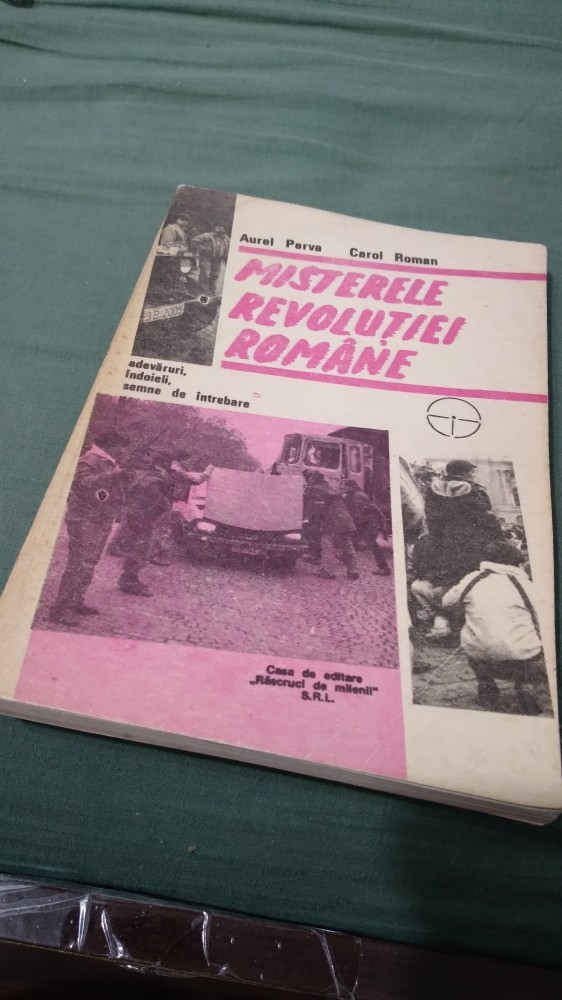 Aurel Perva Carol Roman
MISTERELE
REVOLUȚIEI
ROMÂNE
adevăruri,
îndoieli,
semne de întrebare
Casa de editare
„Răscruci de milenii"
S.R.L.